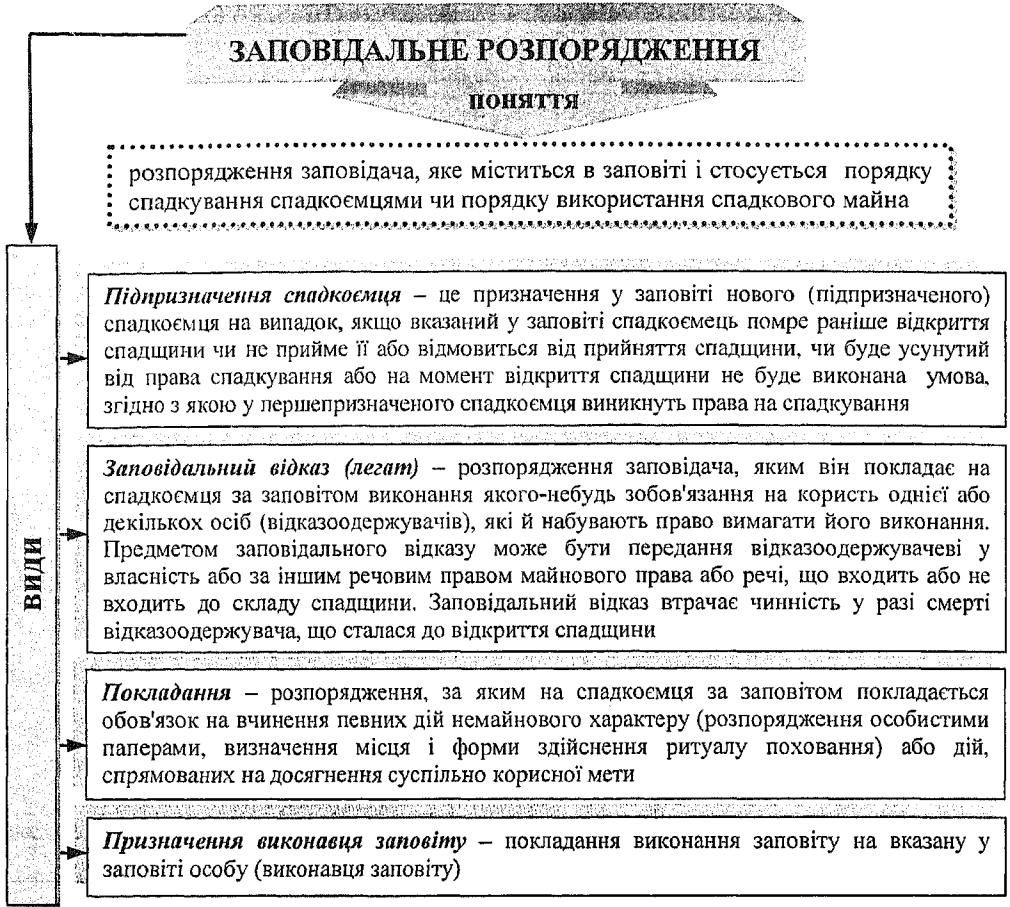 ЗАПОВІДАЛЬНЕ РОЗПОРЯДЖЕННЯ
ПОНЯТТЯ
розпорядження заповідача, яке міститься в заповіті і стосується порядку
спадкування спадкоємцями чи порядку використання спадкового майна
ВИДИ
Підпризначення спадкоємця – це призначення у заповіті нового (підпризначеного)
спадкоємця на випадок, якщо вказаний у заповіті спадкоємець помре раніше відкриття
спадщини чи не прийме її або відмовиться від прийняття спадщини, чи буде усунутий
від права спадкування або на момент відкриття спадщини не буде виконана умова,
згідно з якою у першепризначеного спадкоємця виникнуть права на спадкування
Заповідальний відказ (легат) – розпорядження заповідача, яким він покладає на
спадкоємця за заповітом виконання якого-небудь зобов'язання на користь однієї або
декількох осіб (відказоодержувачів), які й набувають право вимагати його виконання.
Предметом заповідального відказу може бути передання відказоодержувачеві у
власність або за іншим речовим правом майнового права або речі, що входить або не
входить до складу спадщини. Заповідальний відказ втрачає чинність у разі смерті
відказоодержувача, що сталася до відкриття спадщини
Покладання – розпорядження, за яким на спадкоємця за заповітом покладається
обов'язок на вчинення певних дій немайнового характеру (розпорядження особистими
паперами, визначення місця і форми здійснення ритуалу поховання) або дій,
спрямованих на досягнення суспільно корисної мети
Призначення виконавця заповіту – покладання виконання заповіту на вказану у
заповіті особу (виконавця заповіту)